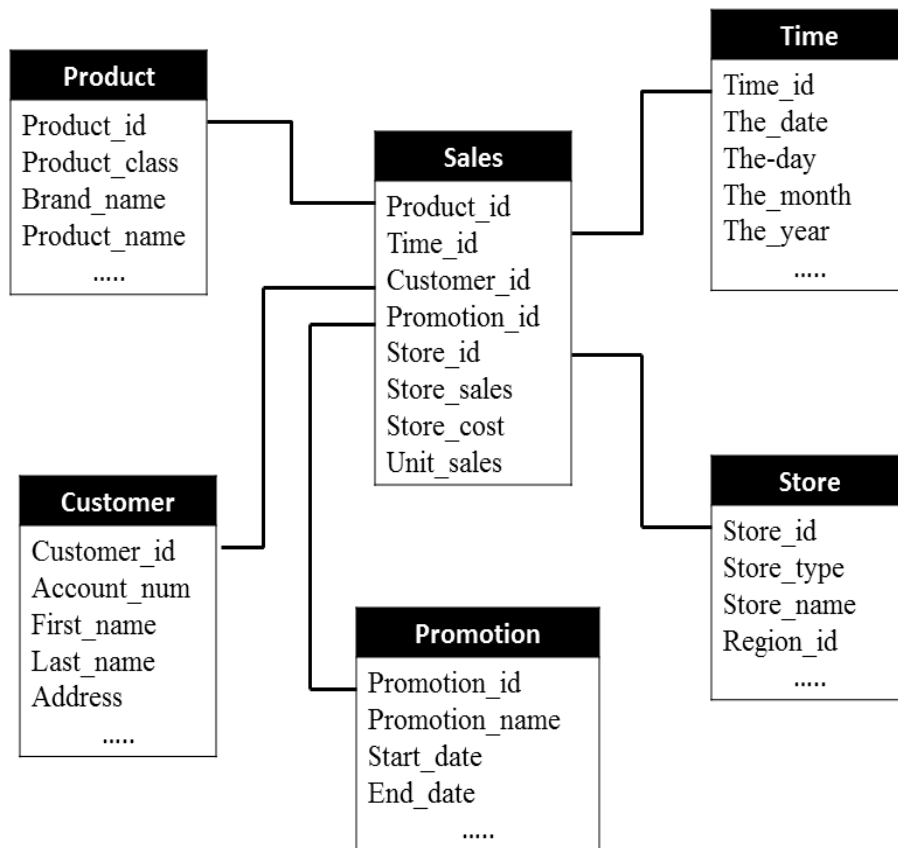 Product
Product_id
Product_class
Brand_name
Product_name
.....
Sales
Product_id
Time_id
Customer_id
Promotion_id
Store_id
Store_sales
Store_cost
Unit_sales
Time
Time_id
The_date
The-day
The_month
The_year
.....
Customer
Customer_id
Account_num
First_name
Last_name
Address
.....
Promotion
Promotion_id
Promotion_name
Start_date
End_date
.....
Store
Store_id
Store_type
Store_name
Region_id
.....